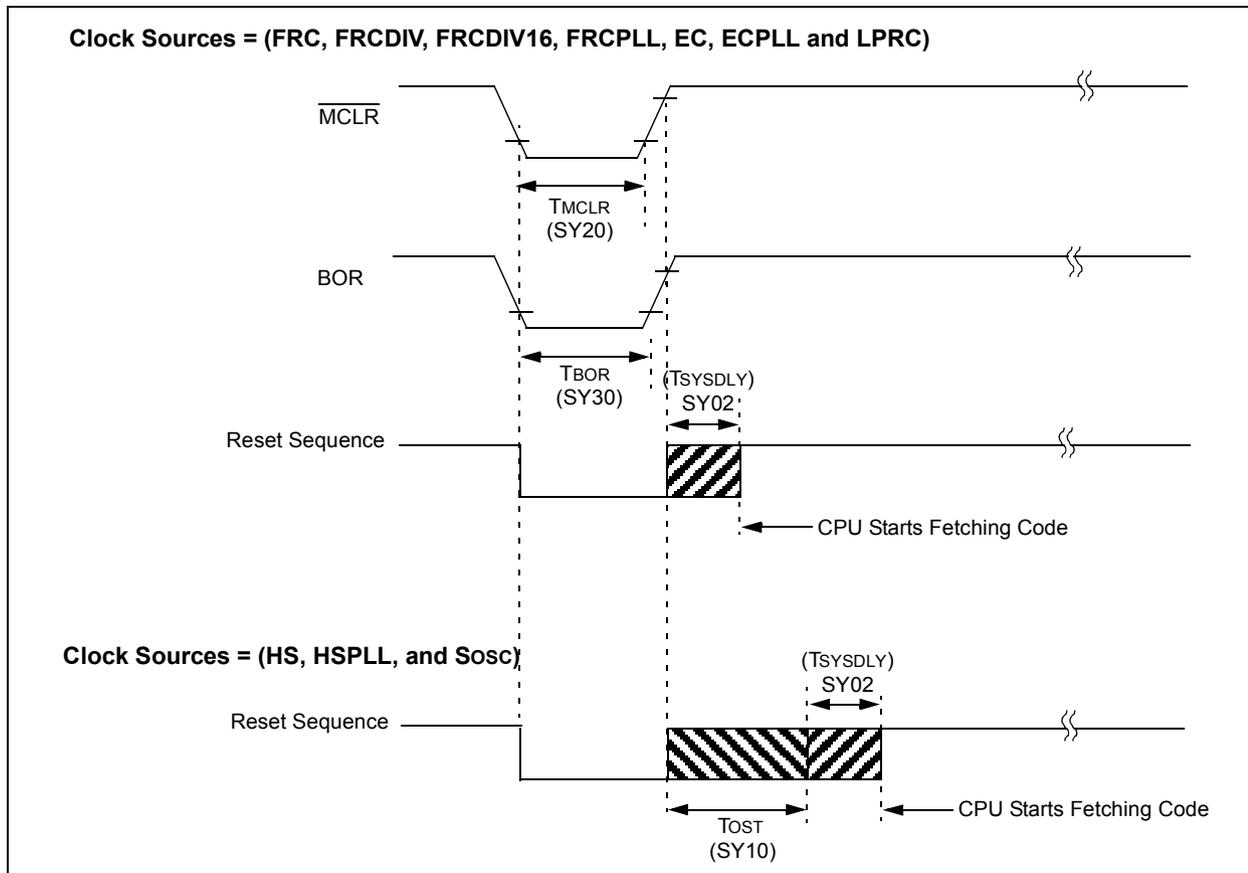 Clock Sources = (FRC, FRCDIV, FRCDIV16, FRCPLL, EC, ECPLL and LPRC)
MCLR
TMCLR
(SY20)
BOR
TBOR
(SY30)
(TSYSDLY)
SY02
Reset Sequence
CPU Starts Fetching Code
Clock Sources = (HS, HSPLL, and SOSC)
(TSYSDLY)
SY02
Reset Sequence
CPU Starts Fetching Code
TOST
(SY10)